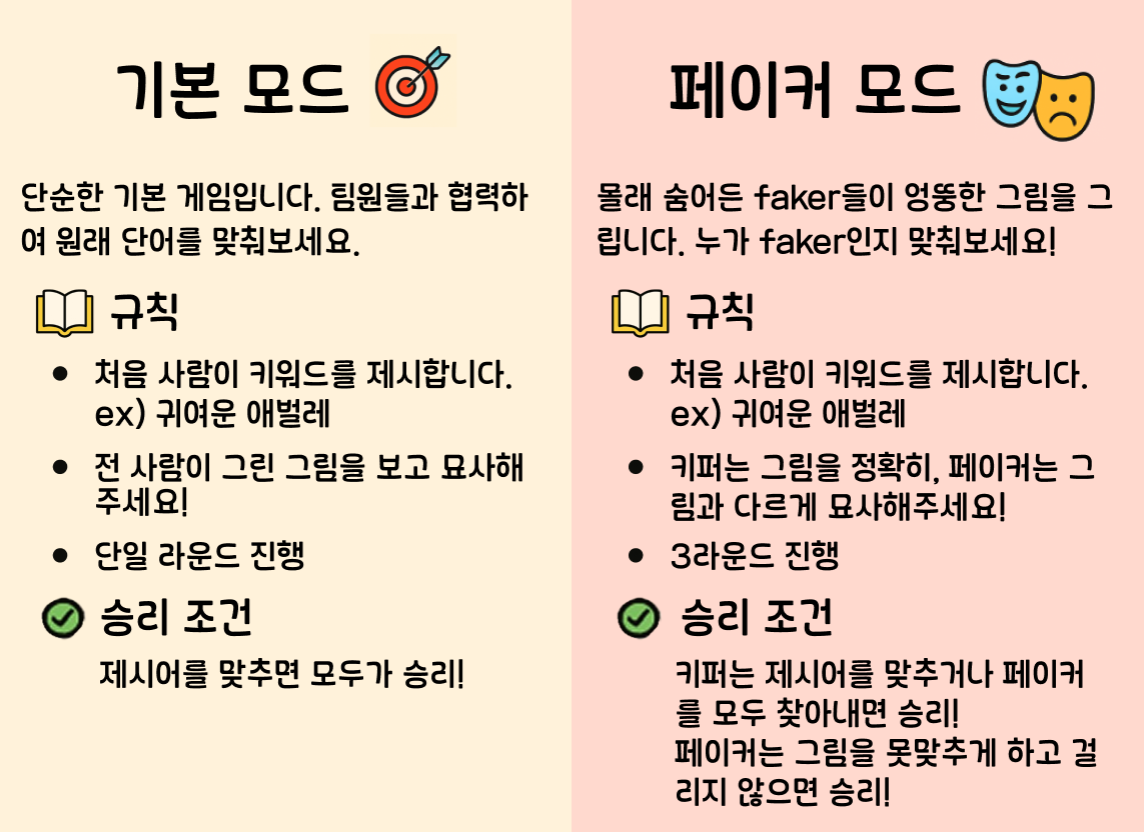 기본 모드
단순한 기본 게임입니다. 팀원들과 협력하
여 원래 단어를 맞춰보세요.
규칙
• 처음 사람이 키워드를 제시합니다.
ex) 귀여운 애벌레
• 전 사람이 그린 그림을 보고 묘사해
주세요!
• 단일 라운드 진행
승리 조건
제시어를 맞추면 모두가 승리!
페이커 모드
몰래 숨어든 faker들이 엉뚱한 그림을 그
립니다. 누가 faker인지 맞춰보세요!
규칙
• 처음 사람이 키워드를 제시합니다.
ex) 귀여운 애벌레
• 키퍼는 그림을 정확히, 페이커는 그
림과 다르게 묘사해주세요!
• 3라운드 진행
승리 조건
키퍼는 제시어를 맞추거나 페이커
를 모두 찾아내면 승리!
페이커는 그림을 못맞추게 하고 걸
리지 않으면 승리!